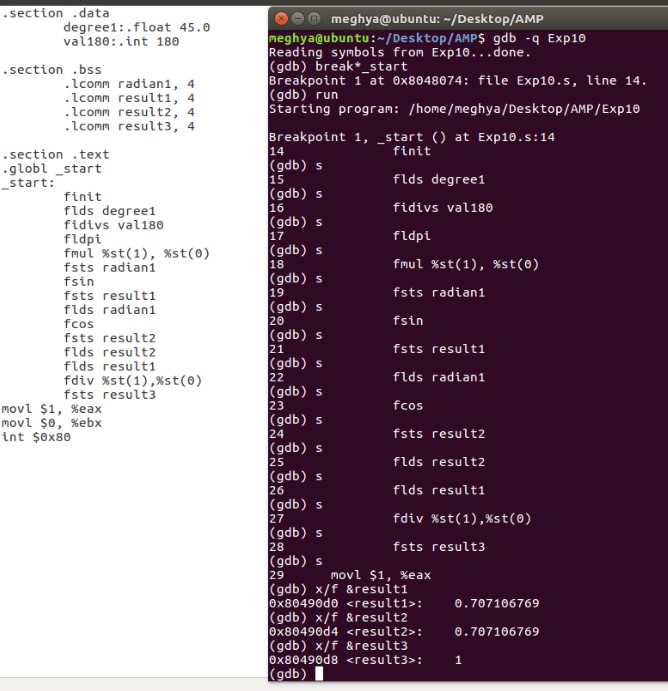 .section .data
degree1:.float 45.0
val180:.int 180
.section .bss
.lcomm radian1, 4
.lcomm result1, 4
.lcomm result2, 4
.lcomm result3, 4
.section .text
.globl _start
_start:
finit
flds degree1
fidivs val180
fldpi
fmul %st(1), %st(0)
fsts radian1
fsin
fsts result1
flds radian1
fcos
fsts result2
flds result2
flds result1
fdiv %st(1),%st(0)
fsts result3
movl $1, %eax
movl $0, %ebx
int $0x80
meghya@ubuntu: ~/Desktop/AMP
meghya@ubuntu:~/Desktop/AMP$ gdb -q Exp10
Reading symbols from Exp10...done.
(gdb) break*_start
Breakpoint 1 at 0x8048074: file Exp10.s, line 14.
(gdb) run
Starting program: /home/meghya/Desktop/AMP/Exp10
Breakpoint 1, _start () at Exp10.s:14
14 finit
(gdb) s
15 flds degree1
(gdb) s
16 fidivs val180
(gdb) s
17 fldpi
(gdb) s
18 fmul %st(1), %st(0)
(gdb) s
19 fsts radian1
(gdb) s
20 fsin
(gdb) s
21 fsts result1
(gdb) s
22 flds radian1
(gdb) s
23 fcos
(gdb) s
24 fsts result2
(gdb) s
25 flds result2
(gdb) s
26 flds result1
(gdb) s
27 fdiv %st(1),%st(0)
(gdb) s
28 fsts result3
(gdb) s
29 movl $1, %eax
(gdb) x/f &result1
0x80490d0 <result1>: 0.707106769
(gdb) x/f &result2
0x80490d4 <result2>: 0.707106769
(gdb) x/f &result3
0x80490d8 <result3>: 1
(gdb)